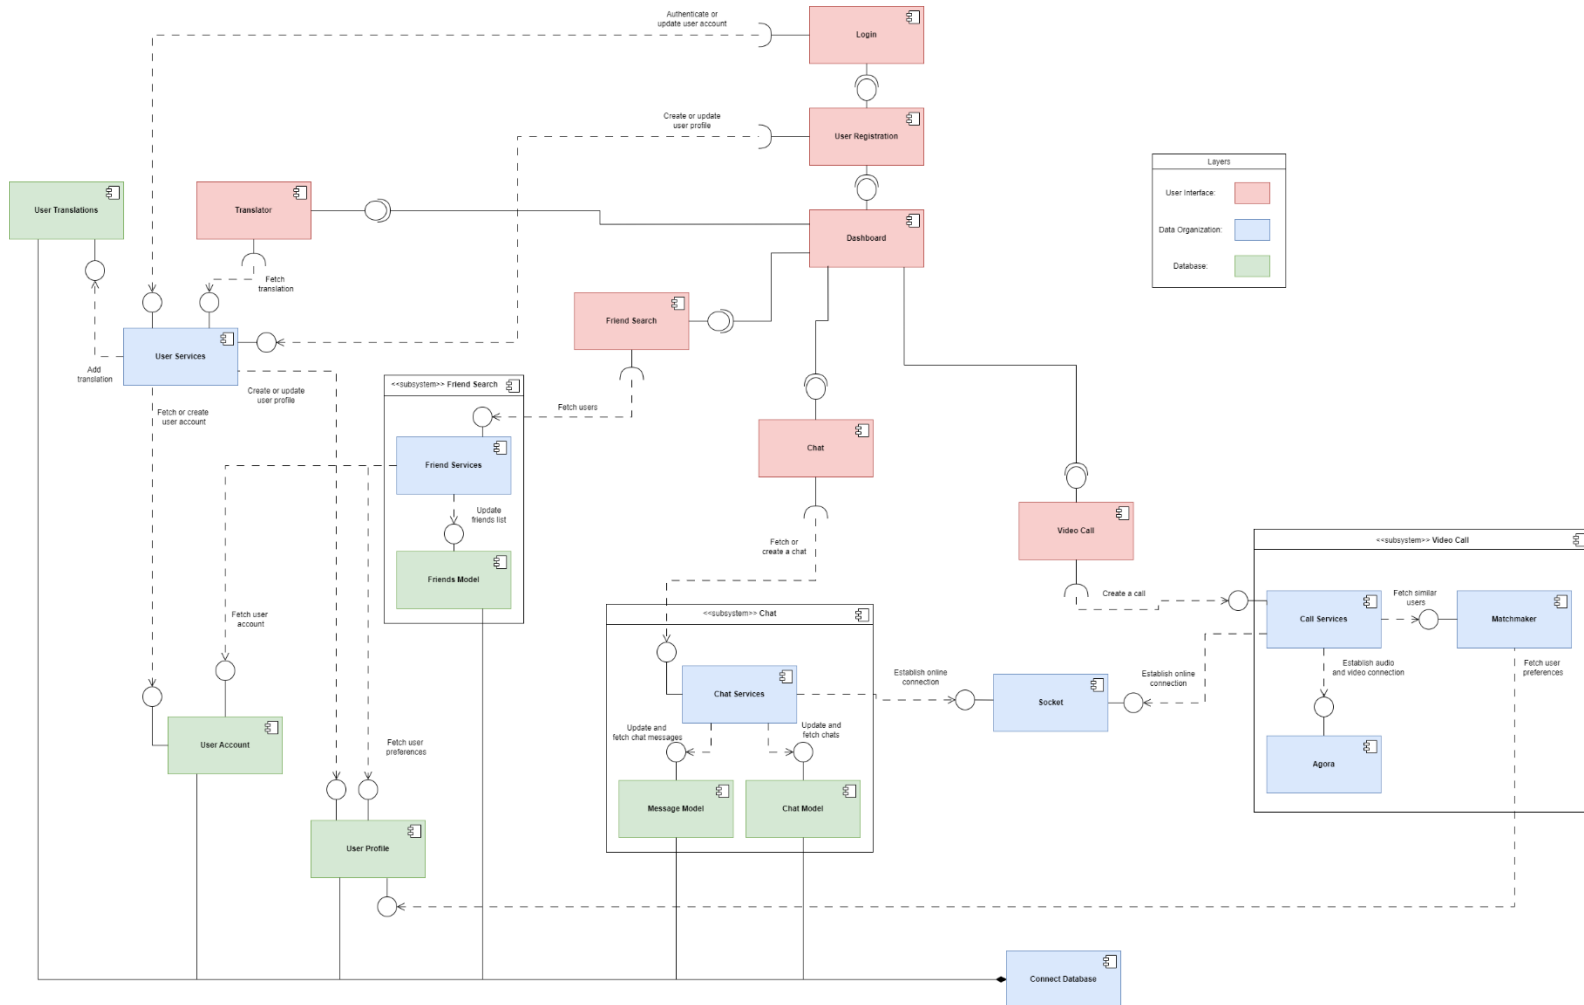 Authenticate or
update user account
Login
Create or update
user profile
User Registration
Layers
User Interface:
Data Organization:
Database:
User Translations
Translator
Dashboard
Fetch
translation
Friend Search
User Services
Add
translation
Create or update
user profile
Fetch or create
user account
<<subsystem>> Friend Search
Fetch users
Friend Services
Update
friends list
Friends Model
Chat
Fetch or
create a chat
Video Call
Create a call
<<subsystem>> Video Call
Call Services
Fetch similar
users
Matchmaker
Establish audio
and video connection
Fetch user
preferences
Agora
Fetch user
account
<<subsystem>> Chat
Chat Services
Establish online
connection
Socket
Establish online
connection
Update and
fetch chat messages
Update and
fetch chats
Message Model
Chat Model
User Account
Fetch user
preferences
User Profile
Connect Database